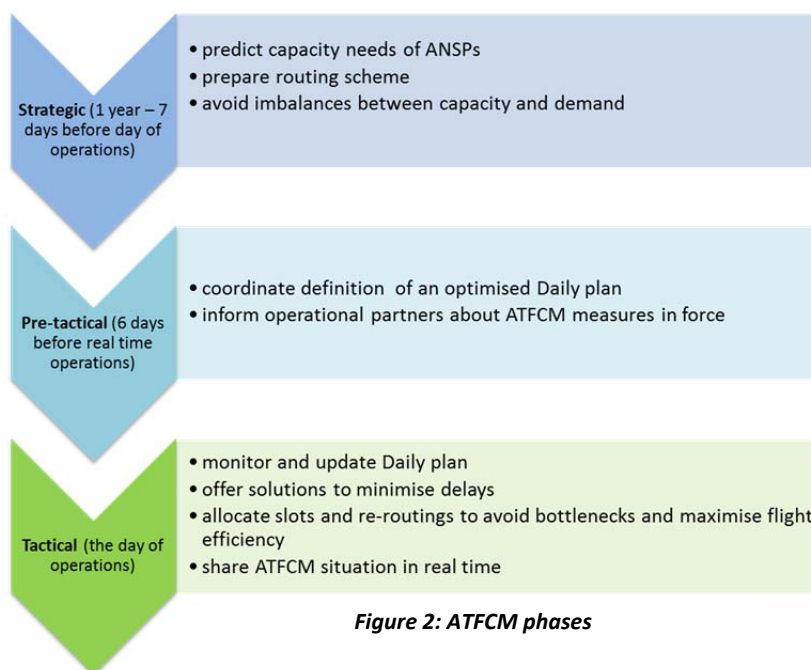 Strategic (1 year – 7
days before day of
operations)
• predict capacity needs of ANSPs
• prepare routing scheme
• avoid imbalances between capacity and demand
Pre-tactical (6 days
before real time
operations)
• coordinate definition of an optimised Daily plan
• inform operational partners about ATFCM measures in force
Tactical (the day of
operations)
• monitor and update Daily plan
• offer solutions to minimise delays
• allocate slots and re-routings to avoid bottlenecks and maximise flight
efficiency
• share ATFCM situation in real time
Figure 2: ATFCM phases